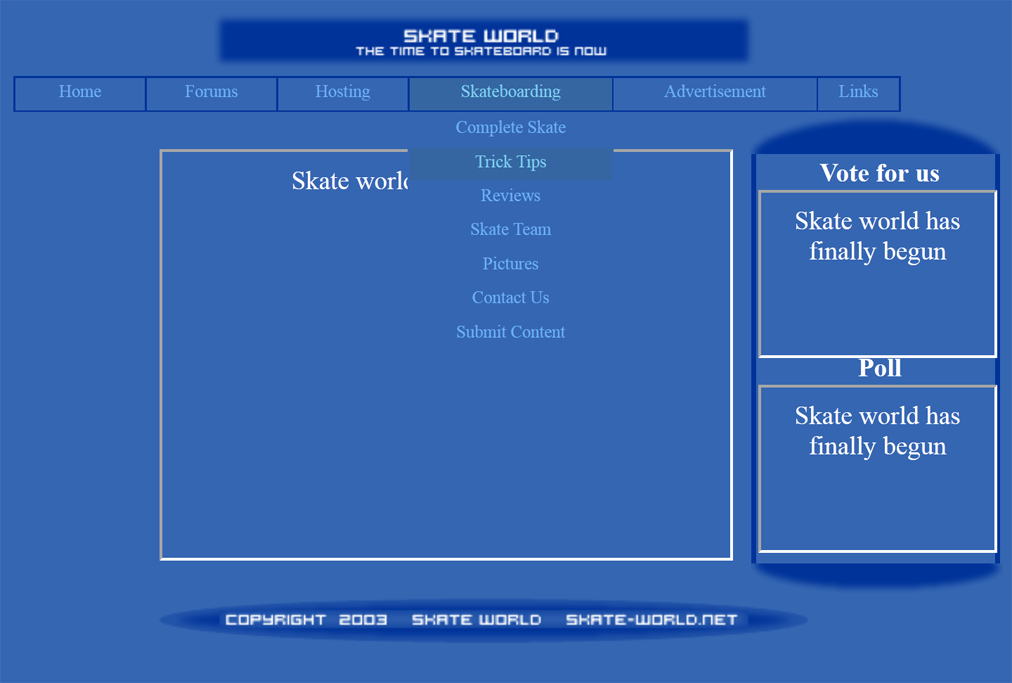 SKATE WORLD
THE TIME TO SKATEBOARD IS NOW
Home Forums Hosting Skateboarding Advertisement Links
Complete Skate
Trick Tips
Reviews
Skate Team
Pictures
Contact Us
Submit Content
Skate world
Vote for us
Skate world has
finally begun
Poll
Skate world has
finally begun
COPYRIGHT 2003 SKATE WORLD SKATE-WORLD.NET